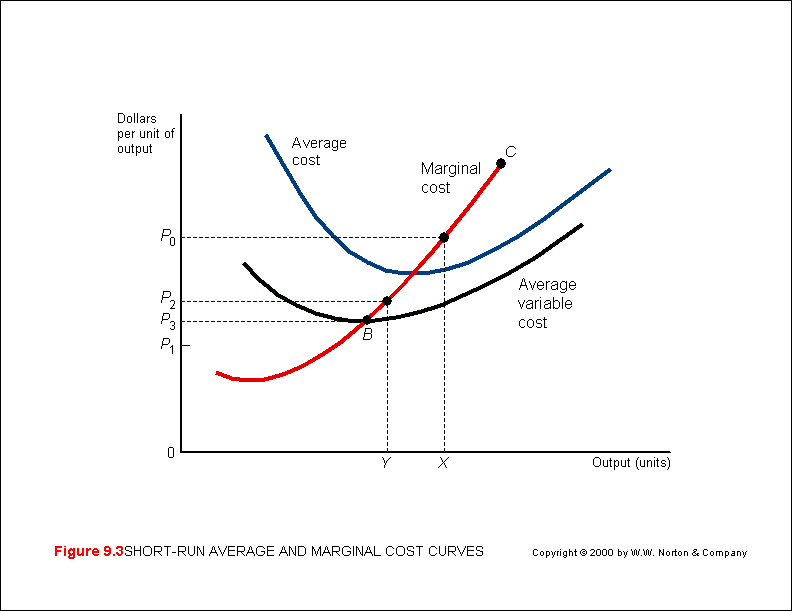 Dollars
per unit of
output
Average
cost
Marginal
cost
C
P0
P2
P3
P1
B
Average
variable
cost
0
Y
X
Output (units)
Figure 9.3SHORT-RUN AVERAGE AND MARGINAL COST CURVES
Copyright © 2000 by W.W. Norton & Company